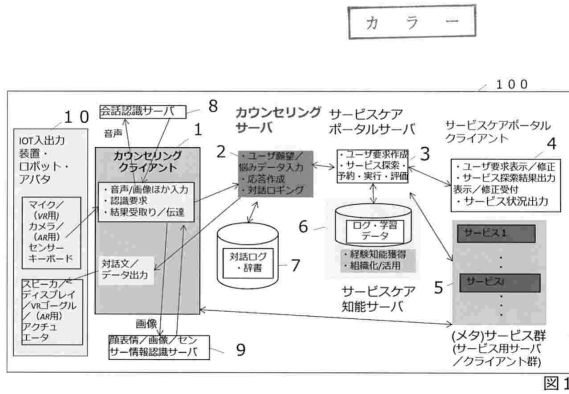 カラー
100
10
IOT入出力
装置・
ロボット・
アバタ
マイク/
(VR用)
カメラ/
(AR用)
センサー
キーボード
スピーカ/
ディスプレイ
/VRゴーグル
/(AR用)
アクチュ
エータ
会話認識サーバ
8
音声
1
カウンセリング
クライアント
・音声/画像ほか入力
・認識要求
・結果受取り/伝達
対話文/
データ出力
画像
顔表情/画像/セン
サー情報認識サーバ
9
カウンセリング
サーバ
2
・ユーザ願望/
悩みデータ入力
・応答作成
・対話ロギング
対話ログ
・辞書
7
サービスケア
ポータルサーバ
・ユーザ要求作成
・サービス探索・
予約・実行・評価
3
6
ログ・学習
データ
・経験知能獲得
・組織化/活用
サービスケア
知能サーバ
サービスケアポータル
クライアント
4
・ユーザ要求表示/修正
・サービス探索結果出力
表示/修正受付
・サービス状況出力
サービス1
・
・
5
サービスi
・
・
・
(メタ)サービス群
(サービス用サーバ
/クライアント群)
図1